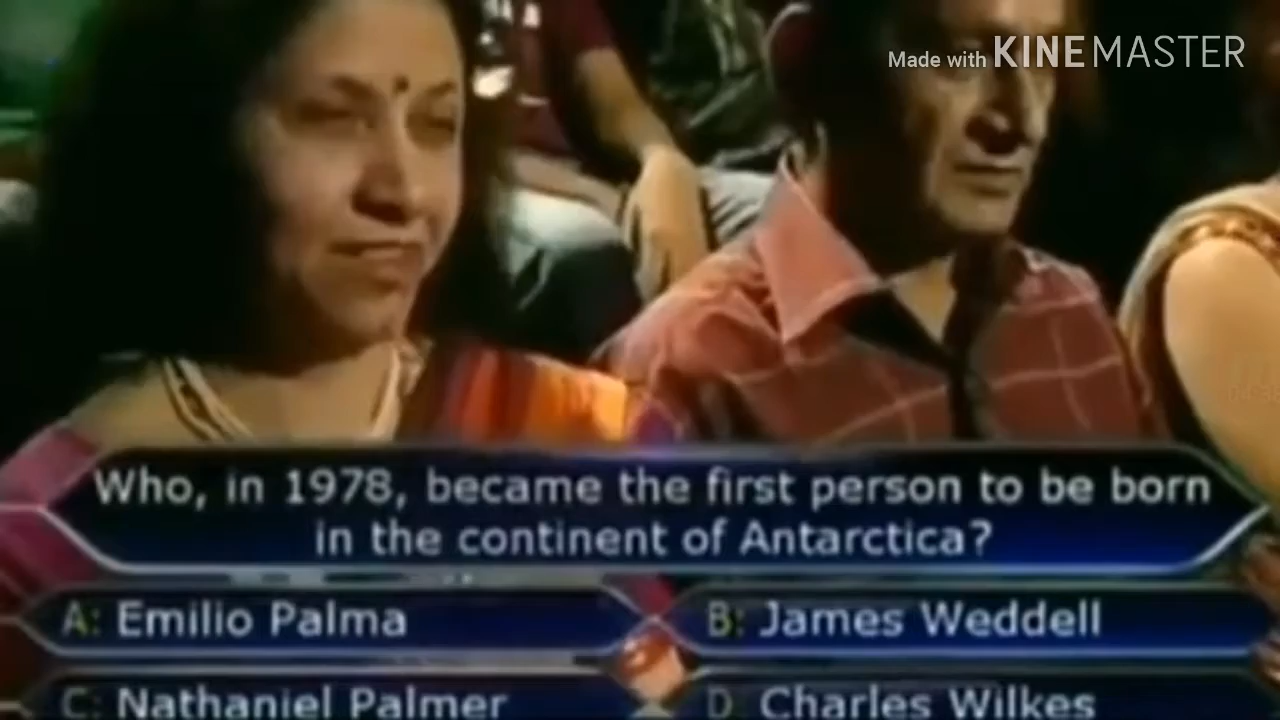 Made with KINEMASTER
Who, in 1978, became the first person to be born
in the continent of Antarctica?
A: Emilio Palma
B: James Weddell
C: Nathaniel Palmer
D: Charles Wilkes